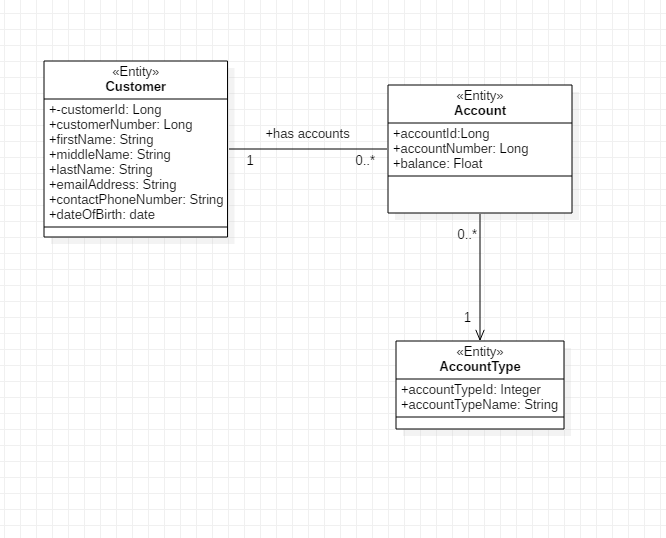 «Entity»
Customer
+-customerId: Long
+customerNumber: Long
+firstName: String
+middleName: String
+lastName: String
+emailAddress: String
+contactPhoneNumber: String
+dateOfBirth: date
+has accounts
1
0..*
«Entity»
Account
+accountId:Long
+accountNumber: Long
+balance: Float
0..*
1
«Entity»
AccountType
+accountTypeId: Integer
+accountTypeName: String